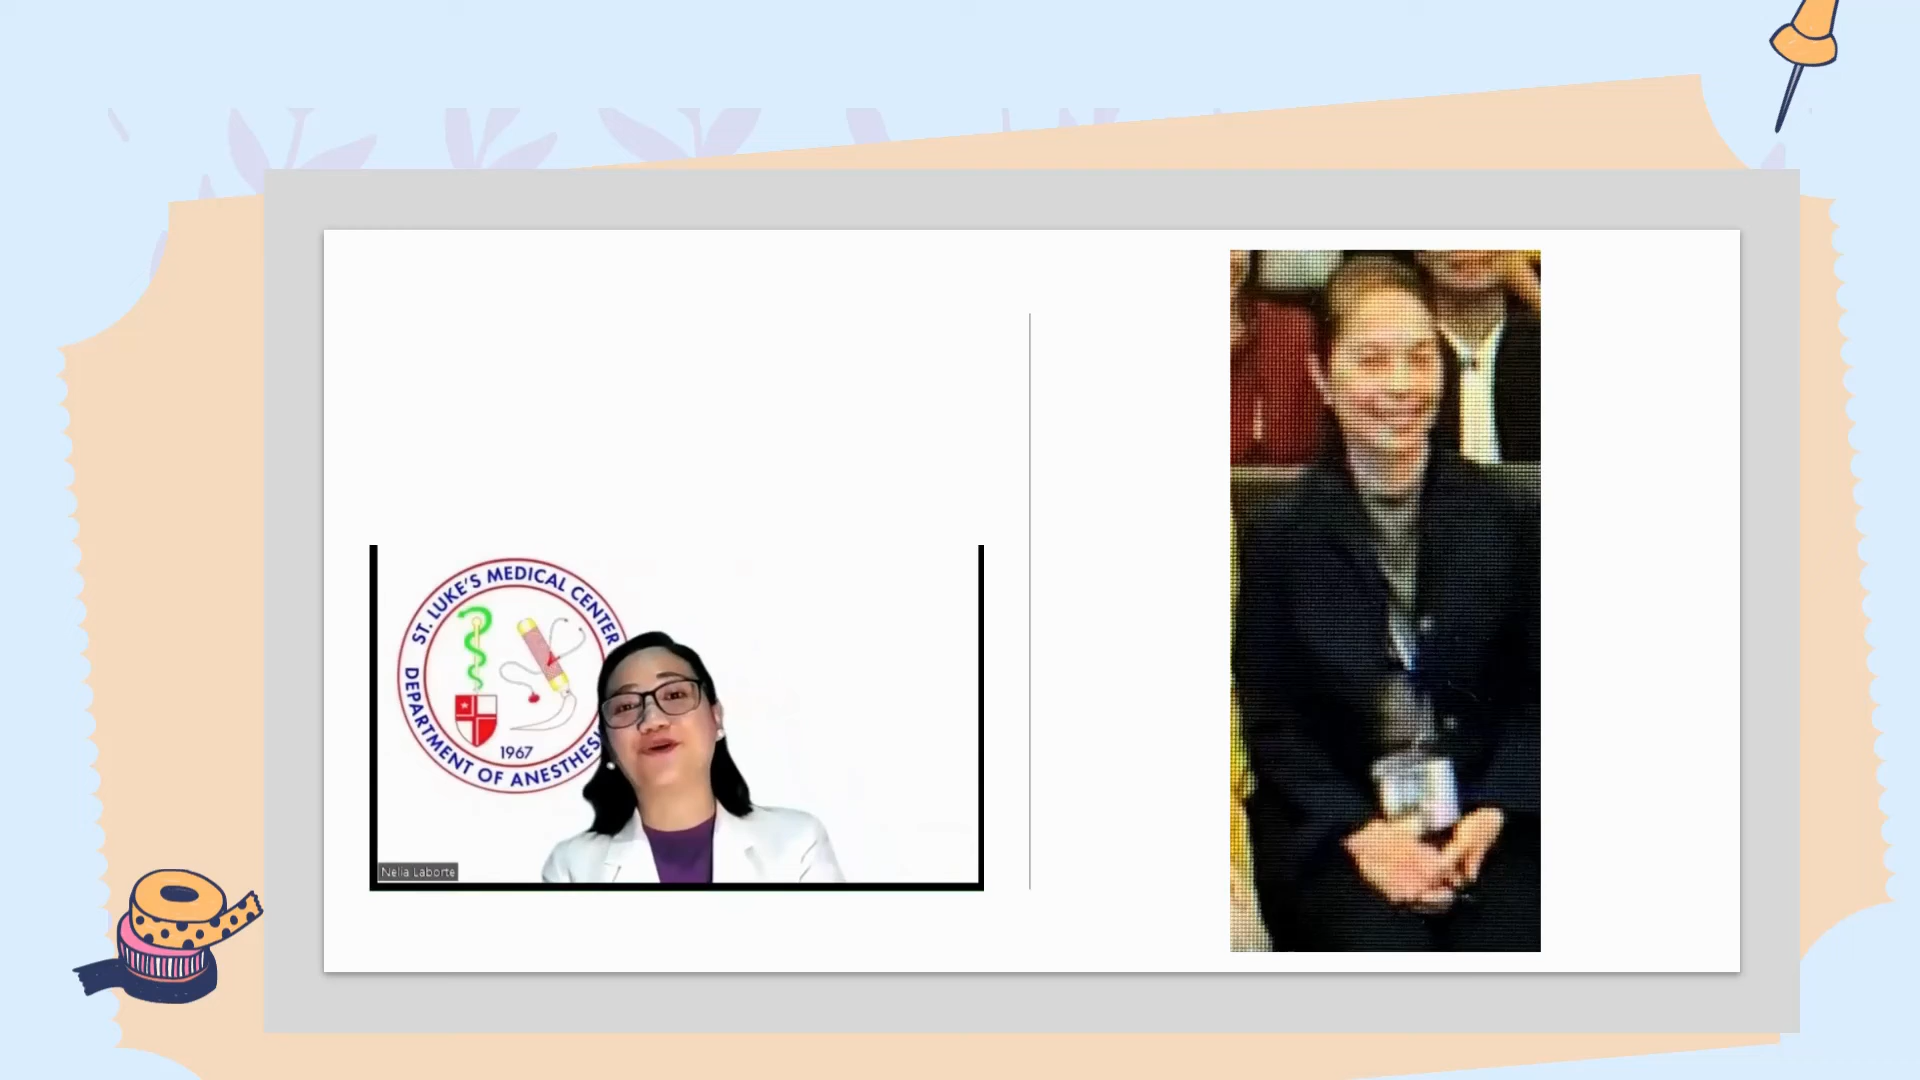 ST. LUKE'S MEDICAL CENTER
1967
DEPARTMENT OF ANESTHESI
Nelia Laborte